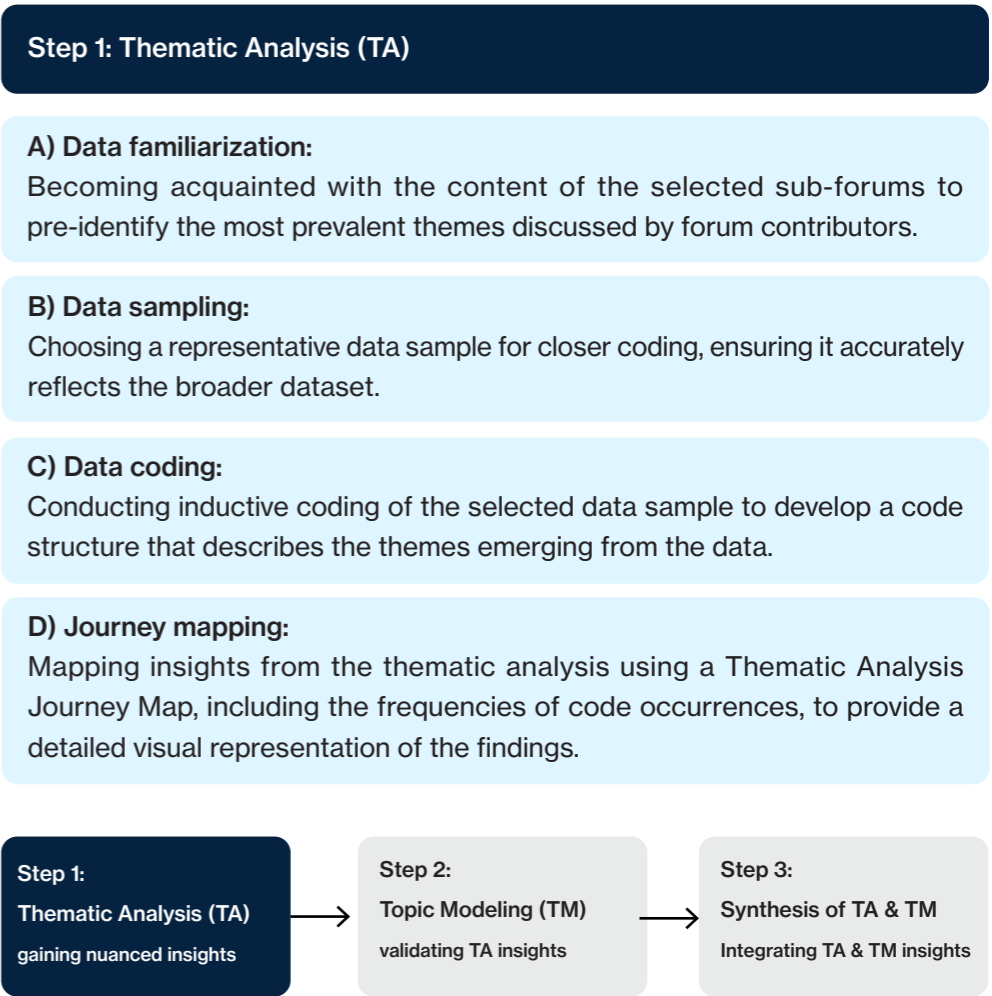 Step 1: Thematic Analysis (TA)
A) Data familiarization:
Becoming acquainted with the content of the selected sub-forums to
pre-identify the most prevalent themes discussed by forum contributors.
B) Data sampling:
Choosing a representative data sample for closer coding, ensuring it accurately
reflects the broader dataset.
C) Data coding:
Conducting inductive coding of the selected data sample to develop a code
structure that describes the themes emerging from the data.
D) Journey mapping:
Mapping insights from the thematic analysis using a Thematic Analysis
Journey Map, including the frequencies of code occurrences, to provide a
detailed visual representation of the findings.
Step 1:
Thematic Analysis (TA)
gaining nuanced insights
Step 2:
Topic Modeling (TM)
validating TA insights
Step 3:
Synthesis of TA & TM
Integrating TA & TM insights